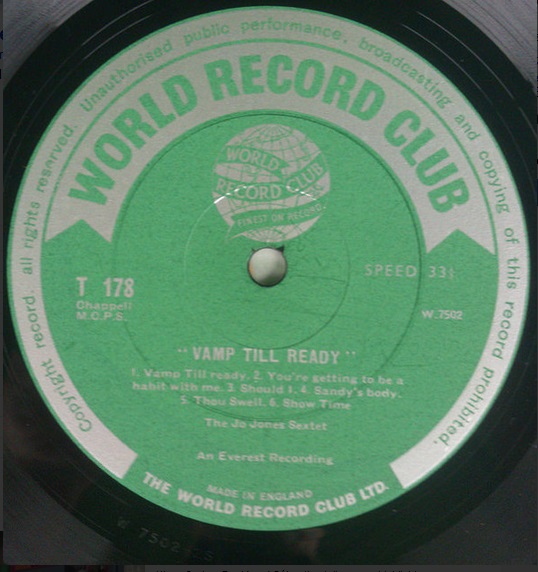 Copyright record. all rights reserved. Unauthorised public performance, broadcasting and copying of this record prohibited.
WORLD RECORD CLUB
WORLD
RECORD CLUB
FINEST ON RECORD
T 178
Chappell
M.C.P.S.
SPEED 33⅓
W.7502
"VAMP TILL READY"
1. Vamp Till ready. 2. You're getting to be a
habit with me. 3. Should I. 4. Sandy's body.
5. Thou Swell. 6. Show Time
The Jo Jones Sextet
An Everest Recording
MADE IN ENGLAND
THE WORLD RECORD CLUB LTD.